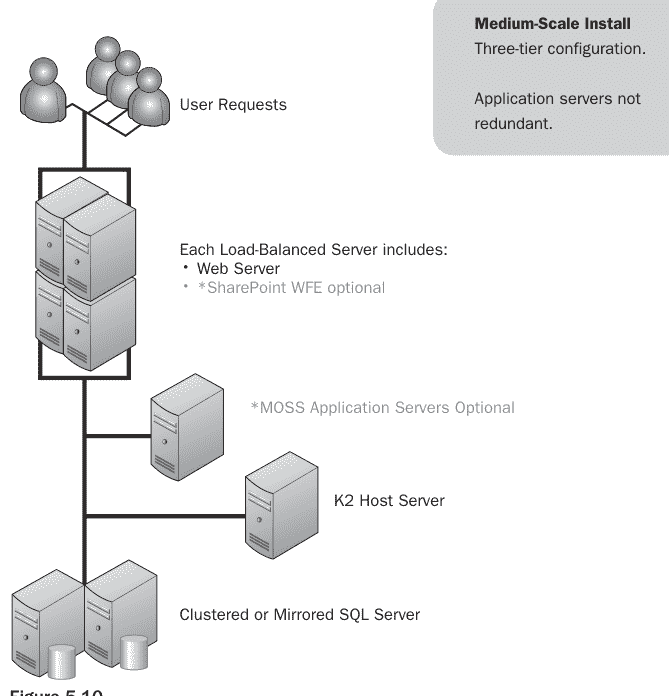 Medium-Scale Install
Three-tier configuration.
Application servers not
redundant.
User Requests
Each Load-Balanced Server includes:
• Web Server
• *SharePoint WFE optional
*MOSS Application Servers Optional
K2 Host Server
Clustered or Mirrored SQL Server
Figure 5-10